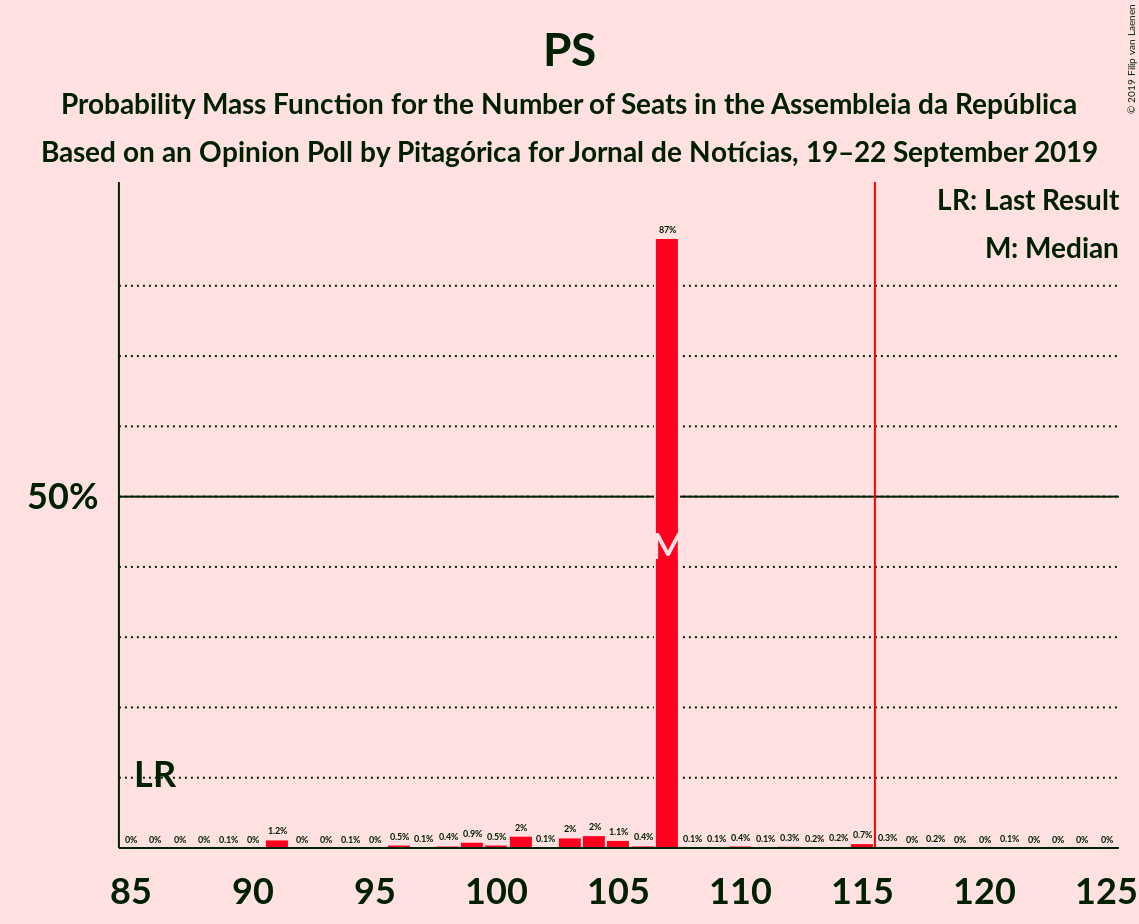 © 2019 Filip van Laenen
PS
Probability Mass Function for the Number of Seats in the Assembleia da República
Based on an Opinion Poll by Pitagórica for Jornal de Notícias, 19–22 September 2019
LR: Last Result
M: Median
87%
50%
M
LR
0% 0% 0% 0% 0.1% 0% 1.2% 0% 0% 0.1% 0% 0.5% 0.1% 0.4% 0.9% 0.5% 2% 0.1% 2% 2% 1.1% 0.4% 0.1% 0.1% 0.4% 0.1% 0.3% 0.2% 0.2% 0.7% 0.3% 0% 0.2% 0% 0% 0.1% 0% 0% 0% 0%
85 90 95 100 105 110 115 120 125